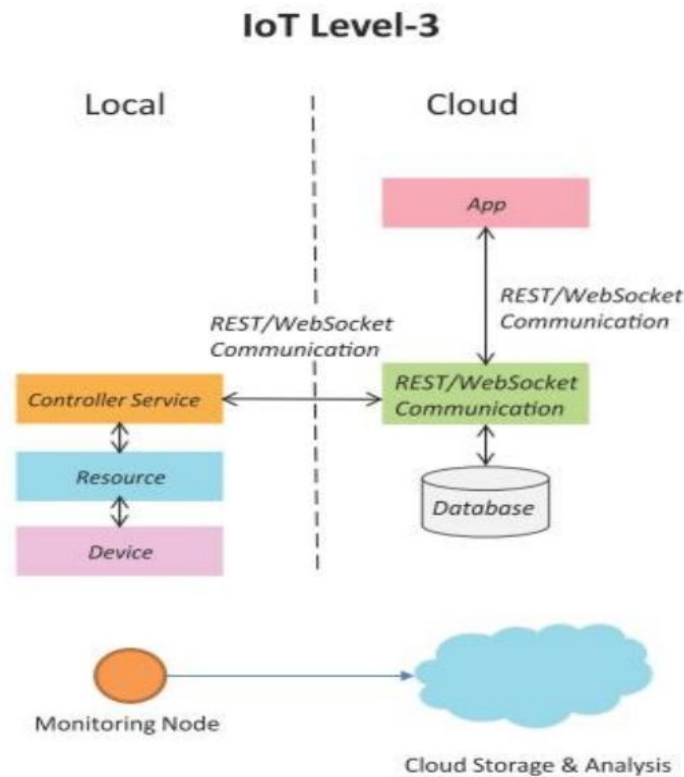 IoT Level-3
Local
Cloud
App
REST/WebSocket
Communication
REST/WebSocket
Communication
Controller Service
REST/WebSocket
Communication
Resource
Database
Device
Monitoring Node
Cloud Storage & Analysis